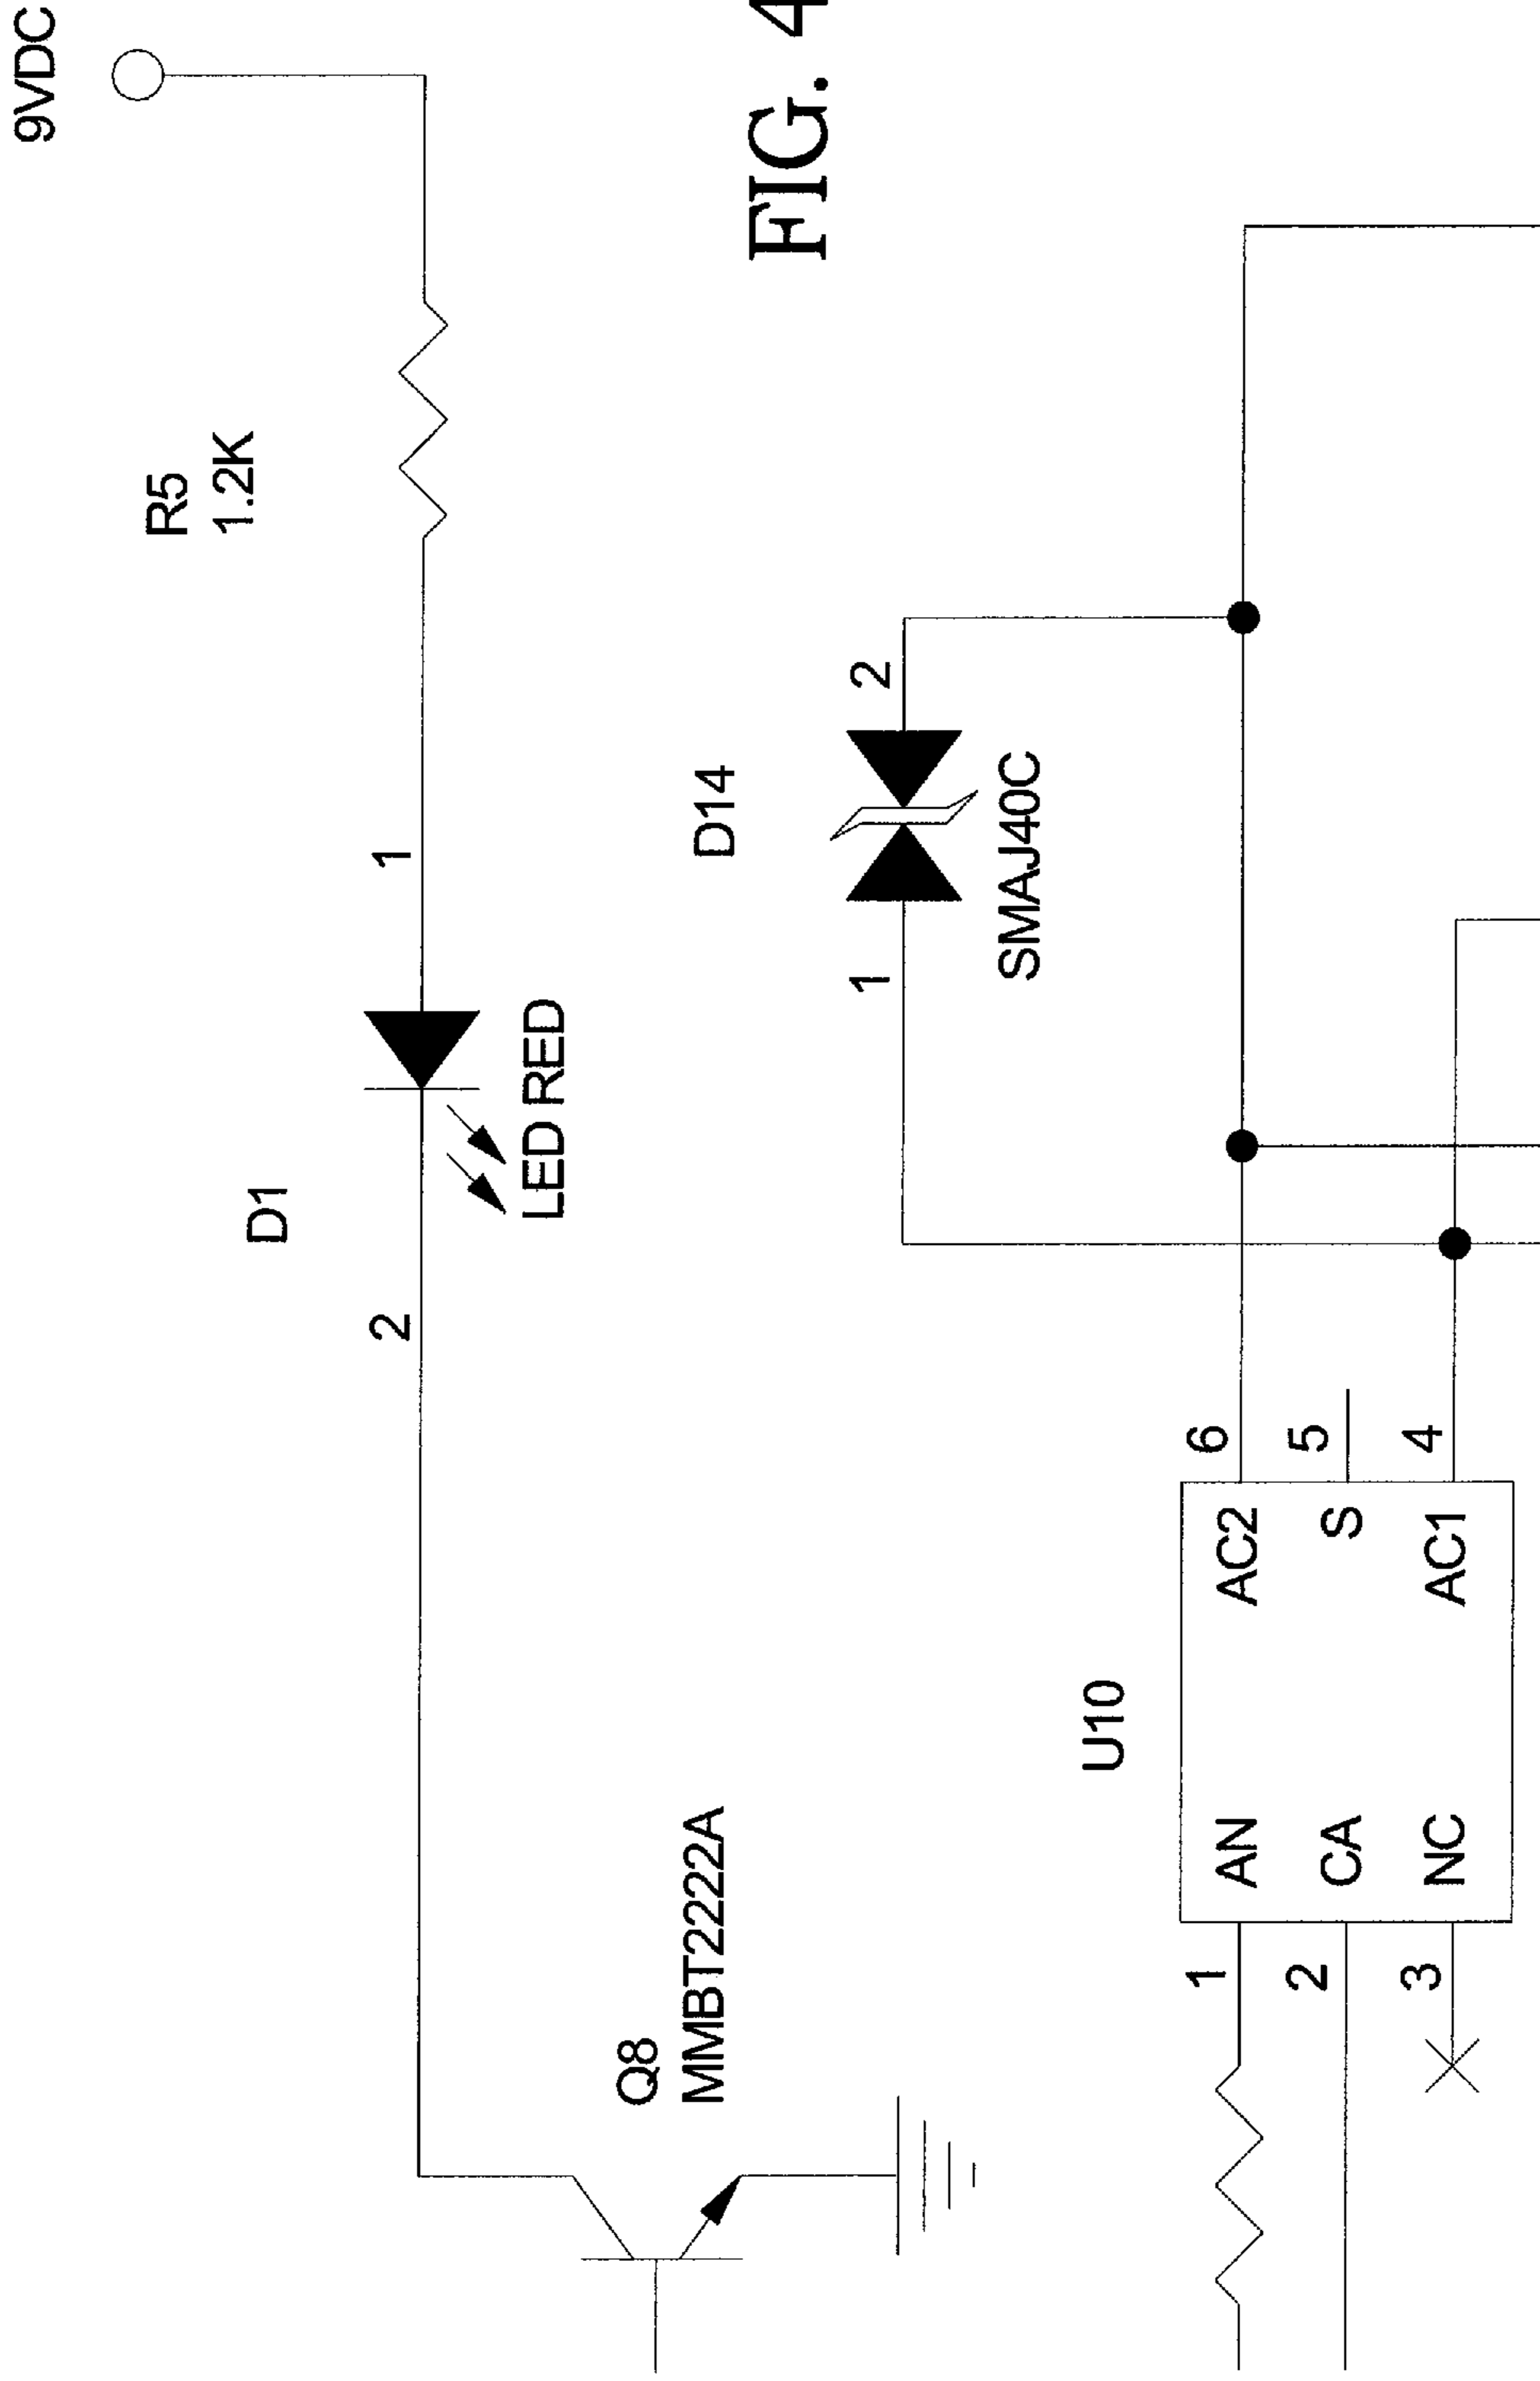 9VDC
R5
1.2K
1
D1
2
LED RED
FIG. 4
D14
2
1
SMAJ40C
Q8
MMBT2222A
U10
1 AN AC2 6
2 CA S 5
3 NC AC1 4